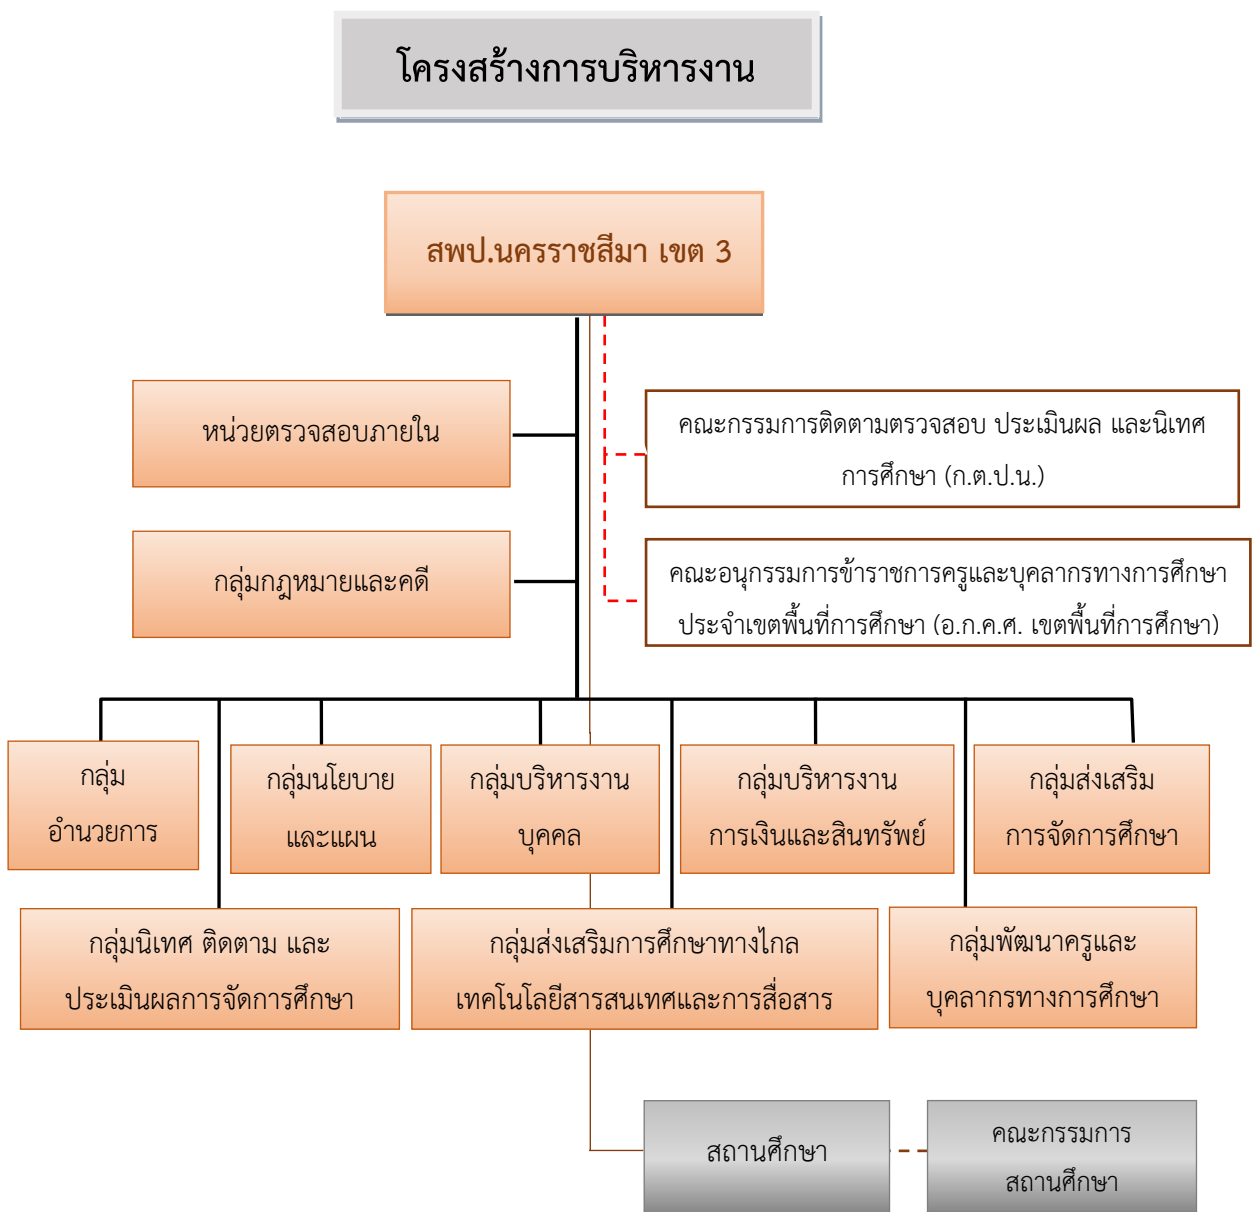 โครงสร้างการบริหารงาน
สพป.นครราชสีมา เขต 3
หน่วยตรวจสอบภายใน
คณะกรรมการติดตามตรวจสอบ ประเมินผล และนิเทศ
การศึกษา (ก.ต.ป.น.)
กลุ่มกฎหมายและคดี
คณะอนุกรรมการข้าราชการครูและบุคลากรทางการศึกษา
ประจำเขตพื้นที่การศึกษา (อ.ก.ค.ศ. เขตพื้นที่การศึกษา)
กลุ่ม
อำนวยการ
กลุ่มนโยบาย
และแผน
กลุ่มบริหารงาน
บุคคล
กลุ่มบริหารงาน
การเงินและสินทรัพย์
กลุ่มส่งเสริม
การจัดการศึกษา
กลุ่มนิเทศ ติดตาม และ
ประเมินผลการจัดการศึกษา
กลุ่มส่งเสริมการศึกษาทางไกล
เทคโนโลยีสารสนเทศและการสื่อสาร
กลุ่มพัฒนาครูและ
บุคลากรทางการศึกษา
สถานศึกษา
คณะกรรมการ
สถานศึกษา